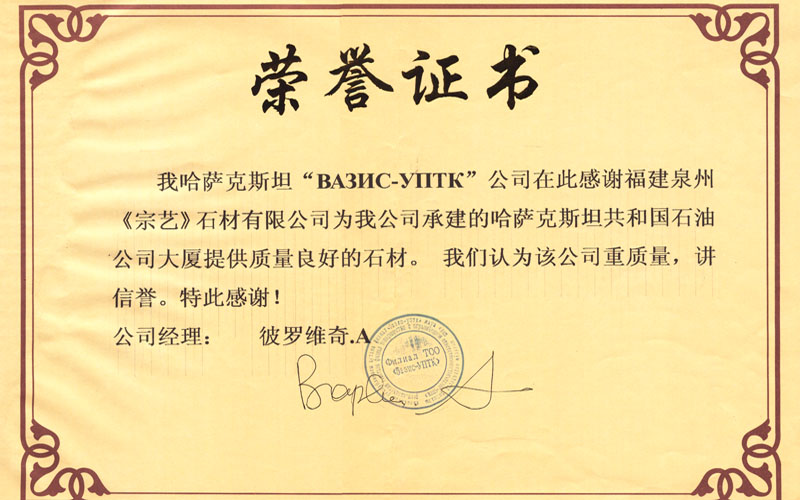 荣誉证书
我哈萨克斯坦“ВАЗИС-УПТК”公司在此感谢福建泉州
《宗艺》石材有限公司为我公司承建的哈萨克斯坦共和国石油
公司大厦提供质量良好的石材。 我们认为该公司重质量，讲
信誉。特此感谢！
公司经理： 彼罗维奇.А
Филиал ТОО